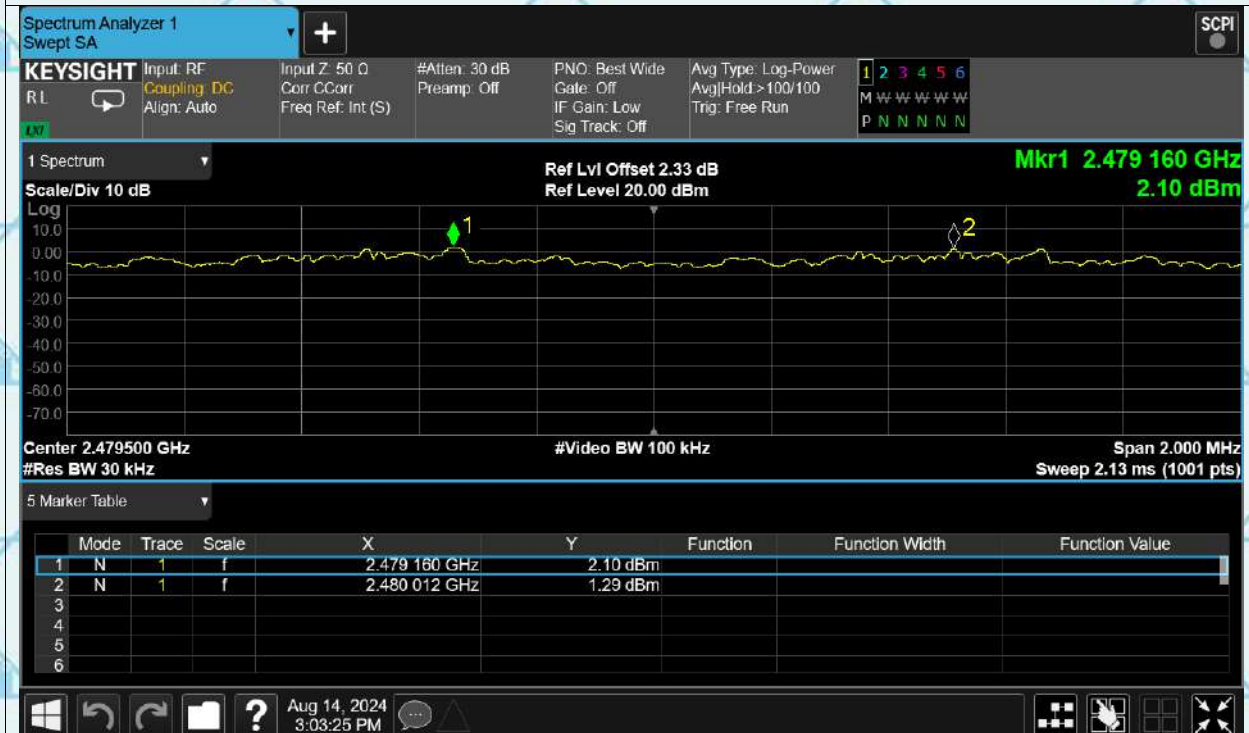 Spectrum Analyzer 1
Swept SA
+
SCPI
KEYSIGHT Input: RF Input Z: 50 Ω #Atten: 30 dB PNO: Best Wide Avg Type: Log-Power 1 2 3 4 5 6
RL Coupling: DC Corr CCorr Preamp: Off Gate: Off Avg|Hold:>100/100 M W W W W W W
Align: Auto Freq Ref: Int (S) IF Gain: Low Trig: Free Run P N N N N N N
LXI Sig Track: Off
1 Spectrum Ref Lvl Offset 2.33 dB Mkr1 2.479 160 GHz
Scale/Div 10 dB Ref Level 20.00 dBm 2.10 dBm
Log
10.0
0.00
-10.0
-20.0
-30.0
-40.0
-50.0
-60.0
-70.0
1
2
Center 2.479500 GHz #Video BW 100 kHz Span 2.000 MHz
#Res BW 30 kHz Sweep 2.13 ms (1001 pts)
5 Marker Table
Mode Trace Scale X Y Function Function Width Function Value
1 N 1 f 2.479 160 GHz 2.10 dBm
2 N 1 f 2.480 012 GHz 1.29 dBm
3
4
5
6
? Aug 14, 2024
3:03:25 PM